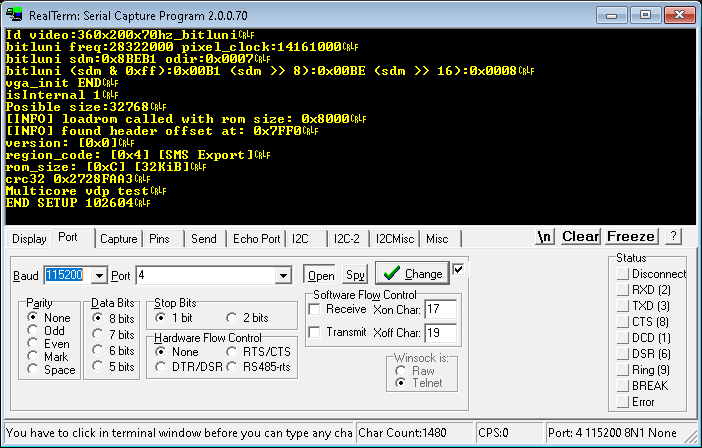 RealTerm: Serial Capture Program 2.0.0.70
Id video:360x200x70hz_bitluniCRLF
bitluni freq:28322000 pixel_clock:14161000CRLF
bitluni sdm:0x8BEB1 odir:0x0007CRLF
bitluni (sdm & 0xff):0x00B1 (sdm >> 8):0x00BE (sdm >> 16):0x0008CRLF
vga_init ENDCRLF
isInternal 1CRLF
Posible size:32768CRLF
[INFO] loadrom called with rom size: 0x8000CRLF
[INFO] found header offset at: 0x7FF0CRLF
version: [0x0]CRLF
region_code: [0x4] [SMS Export]CRLF
rom_size: [0xC] [32KiB]CRLF
crc32 0x2728FAA3CRLF
Multicore vdp testCRLF
END SETUP 102604CRLF
Display Port Capture Pins Send Echo Port I2C I2C-2 I2CMisc Misc \n Clear Freeze ?
Baud 115200 Port 4 Open Spy Change
Parity
None
Odd
Even
Mark
Space
Data Bits
8 bits
7 bits
6 bits
5 bits
Stop Bits
1 bit 2 bits
Hardware Flow Control
None RTS/CTS
DTR/DSR RS485-rts
Software Flow Control
Receive Xon Char: 17
Transmit Xoff Char: 19
Winsock is:
Raw
Telnet
Status
Disconnect
RXD (2)
TXD (3)
CTS (8)
DCD (1)
DSR (6)
Ring (9)
BREAK
Error
You have to click in terminal window before you can type any cha Char Count:1480 CPS:0 Port: 4 115200 8N1 None